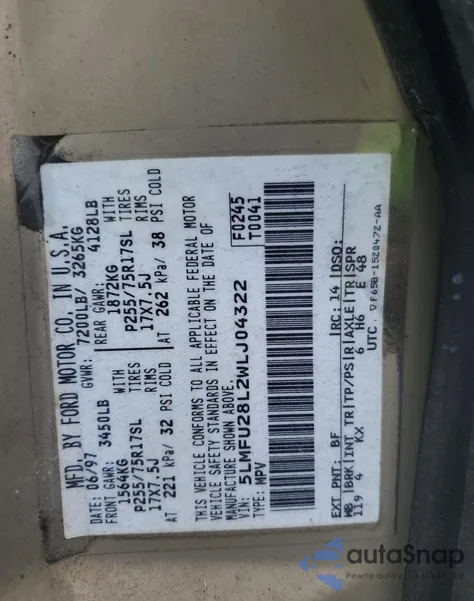 MFD. BY FORD MOTOR CO. IN U.S.A.
DATE: 06/97 GVWR: 7200LB/ 3265KG
FRONT GAWR: 3450LB REAR GAWR: 4128LB
1564KG WITH 1872KG WITH
P255/75R17SL TIRES P255/75R17SL TIRES
17X7.5J RIMS 17X7.5J RIMS
AT 221 kPa/ 32 PSI COLD AT 262 kPa/ 38 PSI COLD
THIS VEHICLE CONFORMS TO ALL APPLICABLE FEDERAL MOTOR
VEHICLE SAFETY STANDARDS IN EFFECT ON THE DATE OF
MANUFACTURE SHOWN ABOVE.
VIN: 5LMFU28L2WLJ04322 F0245
TYPE: MPV F0041
EXT PNT: BF RC: 14 DSO:
WB BRK INT TR TP/PS R AXLE TR SPR
119 4 KX 6 H6 E 48
UTC. ▽F65B-1520472-AA
autoSnap